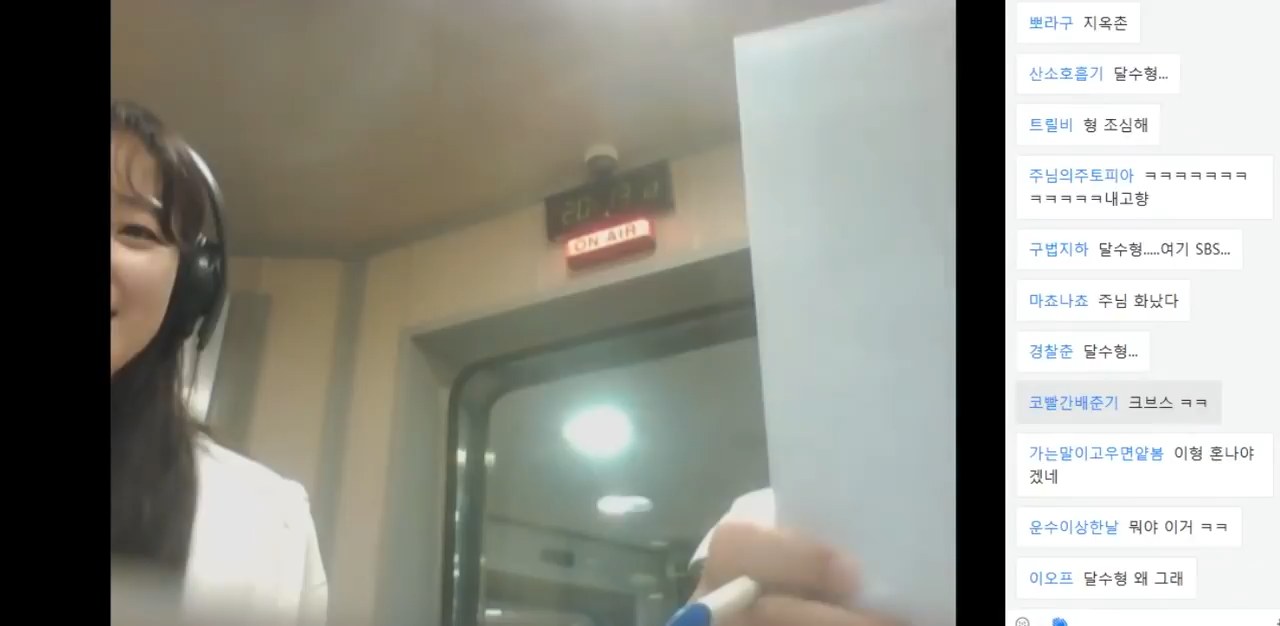 ON AIR
뽀라구 지옥존
산소호흡기 달수형...
트릴비 형 조심해
주님의주토피아 ㅋㅋㅋㅋㅋㅋㅋ
ㅋㅋㅋㅋㅋ내고향
구법지하 달수형.....여기 SBS...
마쵸나쵸 주님 화났다
경찰준 달수형...
코빨간배준기 크브스 ㅋㅋ
가는말이고우면얕봄 이형 혼나야
겠네
운수이상한날 뭐야 이거 ㅋㅋ
이오프 달수형 왜 그래